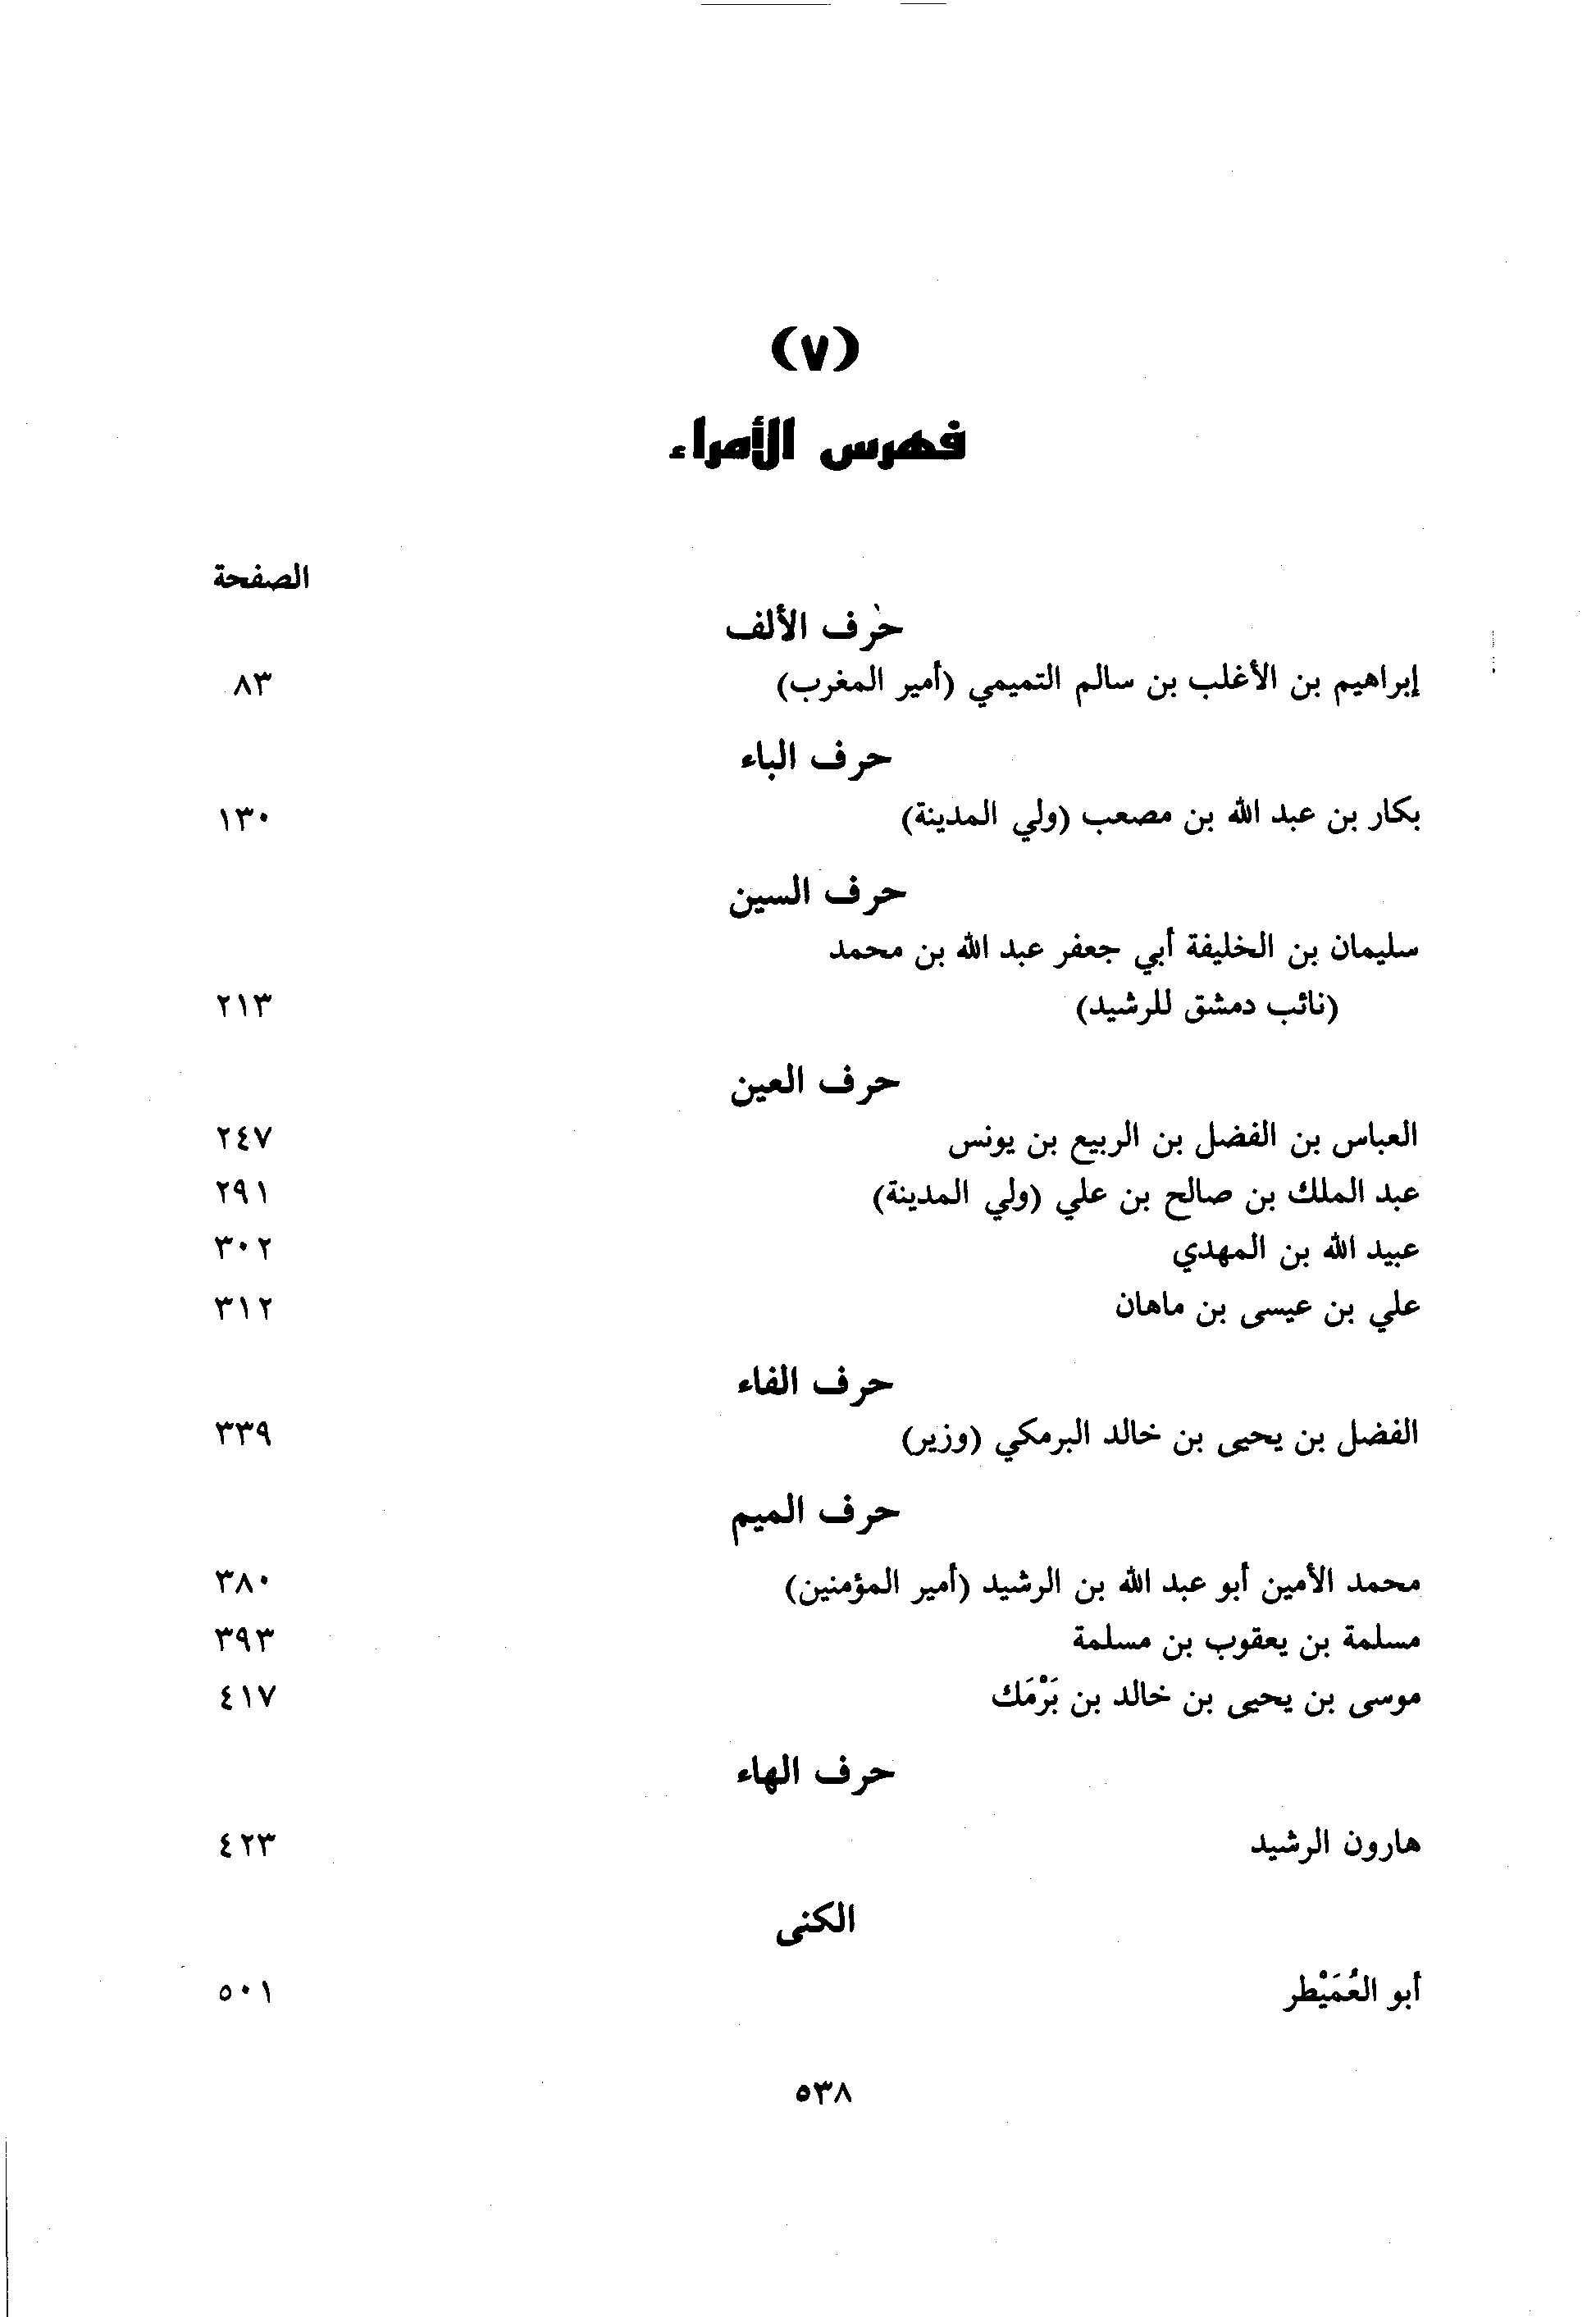 (٧)
فهرس الأمراء
الصفحة
حرف الألف
إبراهيم بن الأغلب بن سالم التميمي (أمير المغرب) ٨٣
حرف الباء
بكار بن عبد الله بن مصعب (ولي المدينة) ١٣٠
حرف السين
سليمان بن الخليفة أبي جعفر عبد الله بن محمد
(نائب دمشق للرشيد) ٢١٣
حرف العين
العباس بن الفضل بن الربيع بن يونس ٢٤٧
عبد الملك بن صالح بن علي (ولي المدينة) ٢٩١
عبيد الله بن المهدي ٣٠٢
علي بن عيسى بن ماهان ٣١٢
حرف الفاء
الفضل بن يحيى بن خالد البرمكي (وزير) ٣٣٩
حرف الميم
محمد الأمين أبو عبد الله بن الرشيد (أمير المؤمنين) ٣٨٠
مسلمة بن يعقوب بن مسلمة ٣٩٣
موسى بن يحيى بن خالد بن بَرْمَك ٤١٧
حرف الهاء
هارون الرشيد ٤٢٣
الكنى
أبو العُمَيْطر ٥٠١
٥٣٨